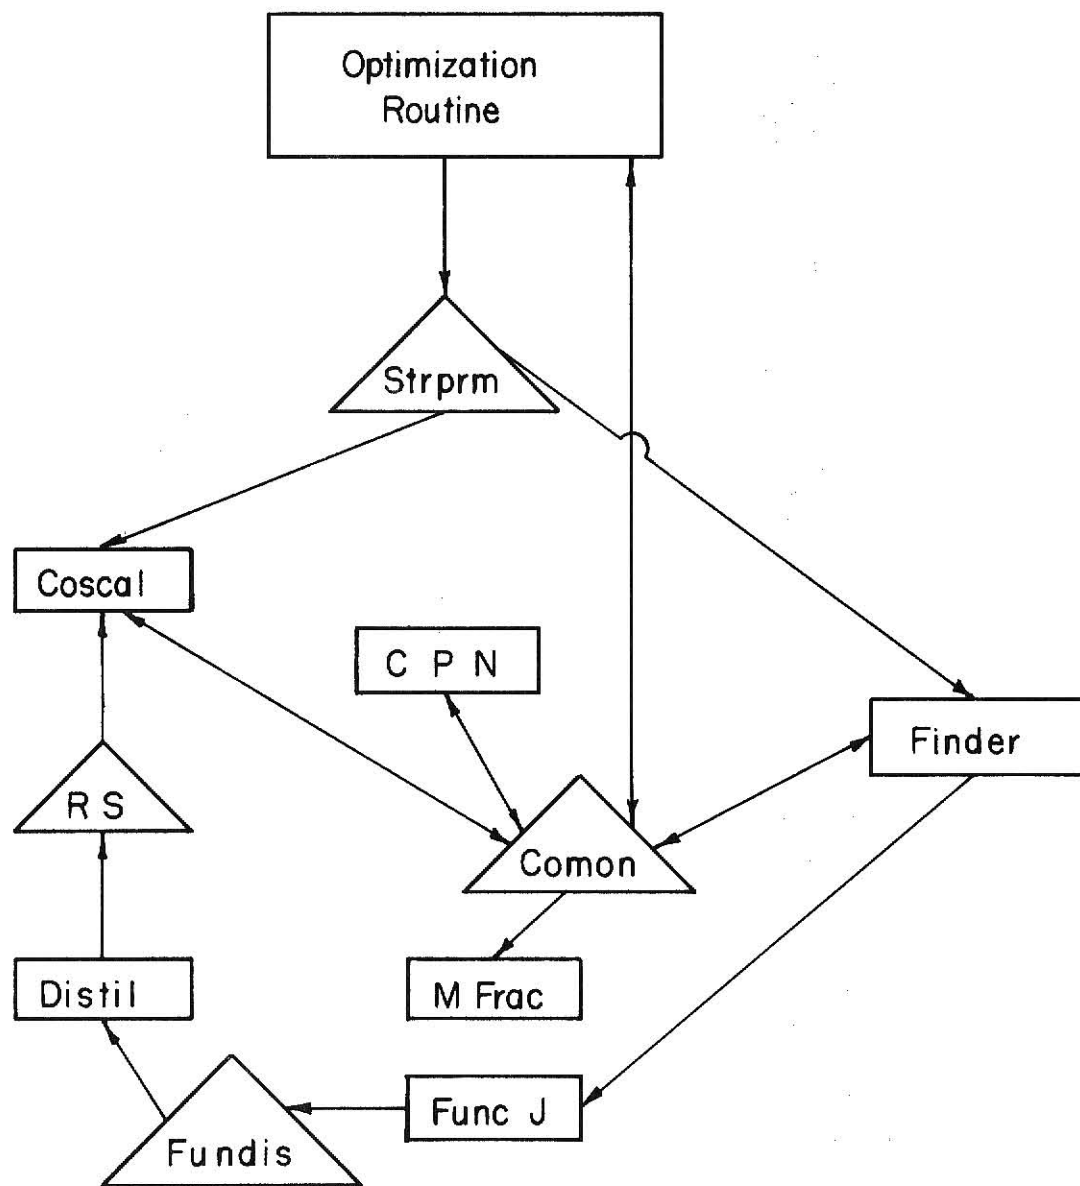 Optimization
Routine
Strprm
Coscal
C P N
Finder
R S
Comon
Distil
M Frac
Func J
Fundis